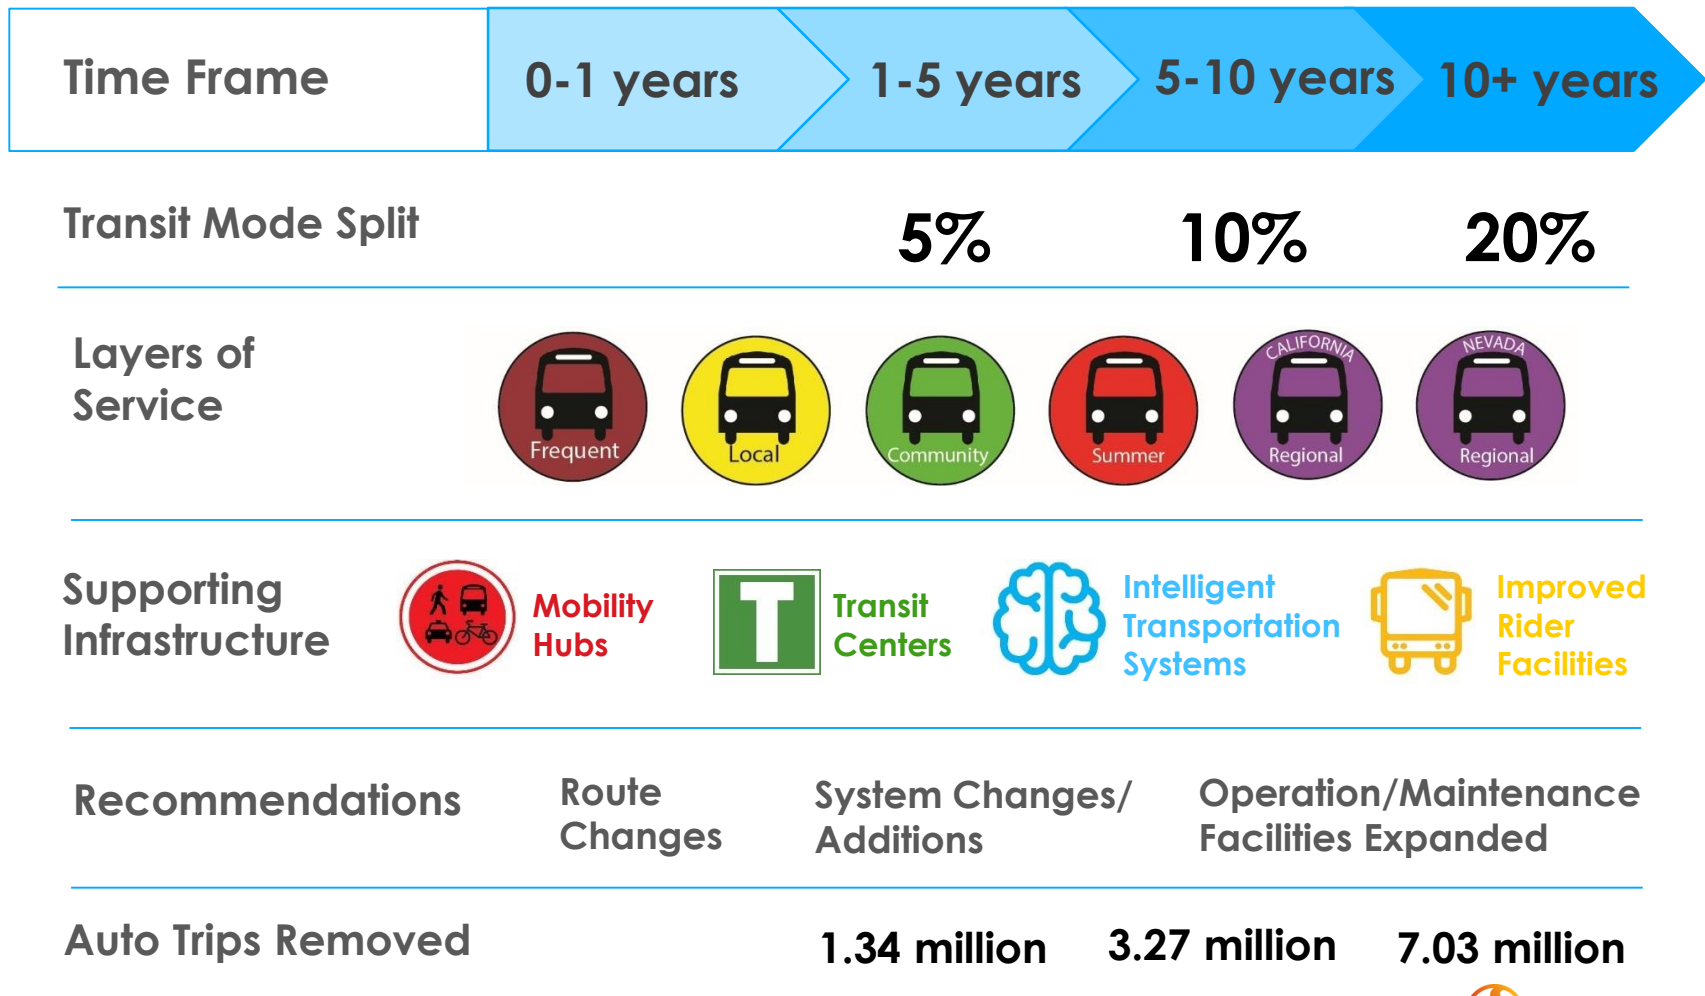 Time Frame
0-1 years
1-5 years
5-10 years
10+ years
Transit Mode Split
5%
10%
20%
Layers of
Service
Frequent
Local
Community
Summer
CALIFORNIA
Regional
NEVADA
Regional
Supporting
Infrastructure
Mobility
Hubs
T
Transit
Centers
Intelligent
Transportation
Systems
Improved
Rider
Facilities
Recommendations
Route
Changes
System Changes/
Additions
Operation/Maintenance
Facilities Expanded
Auto Trips Removed
1.34 million
3.27 million
7.03 million